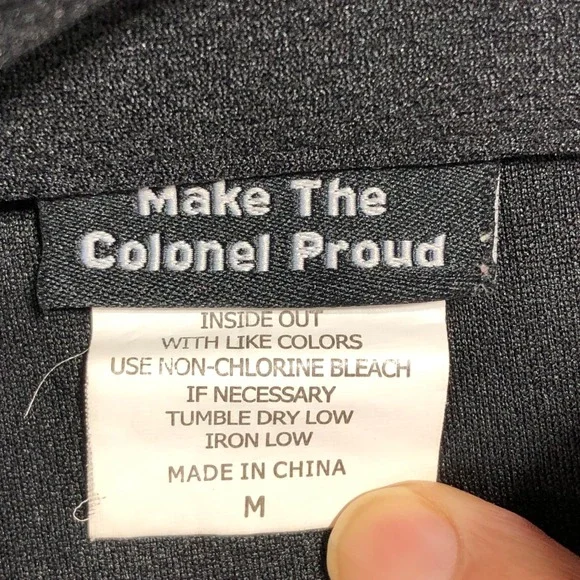 Make The
Colonel Proud
INSIDE OUT
WITH LIKE COLORS
USE NON-CHLORINE BLEACH
IF NECESSARY
TUMBLE DRY LOW
IRON LOW
MADE IN CHINA
M